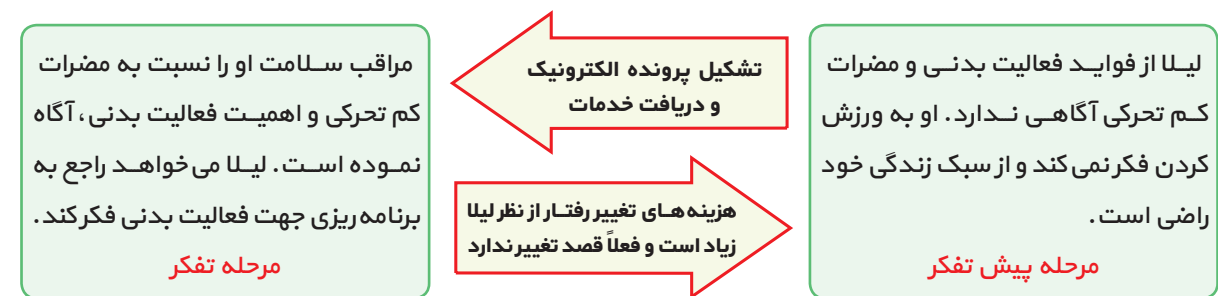 لیلا از فواید فعالیت بدنی و مضرات
کم تحرکی آگاهی ندارد. او به ورزش
کردن فکر نمی‌کند و از سبک زندگی خود
راضی است.
مرحله پیش تفکر
تشکیل پرونده الکترونیک
و دریافت خدمات
هزینه‌های تغییر رفتار از نظر لیلا
زیاد است و فعلاً قصد تغییر ندارد
مراقب سلامت او را نسبت به مضرات
کم تحرکی و اهمیت فعالیت بدنی، آگاه
نموده است. لیلا می‌خواهد راجع به
برنامه‌ریزی جهت فعالیت بدنی فکر کند.
مرحله تفکر